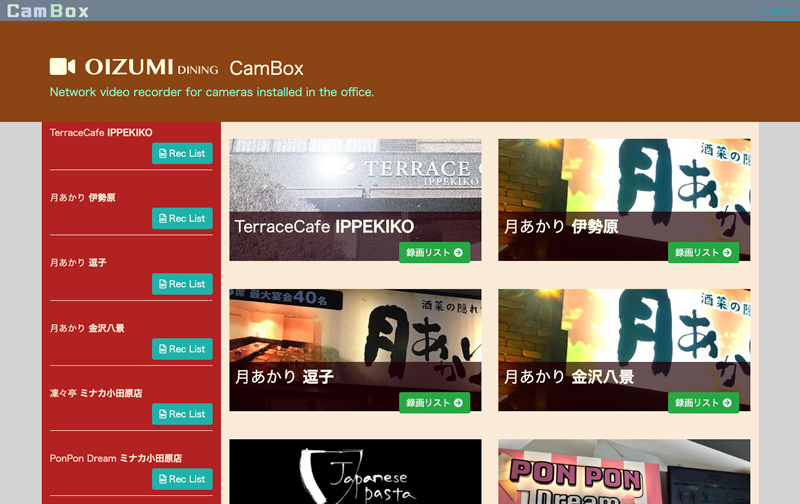 CamBox
OIZUMI DINING CamBox
Network video recorder for cameras installed in the office.
TerraceCafe IPPEKIKO
Rec List
月あかり 伊勢原
Rec List
月あかり 逗子
Rec List
月あかり 金沢八景
Rec List
凜々亭 ミナカ小田原店
Rec List
PonPon Dream ミナカ小田原店
Rec List
TERRACE
IPPEKIKO
TerraceCafe IPPEKIKO
録画リスト
酒菜の隠
月あか
月あかり 伊勢原
録画リスト
席 最大宴会40名
酒菜の隠れ
月あか
月あかり 逗子
録画リスト
酒菜の隠
月あか
月あかり 金沢八景
録画リスト
Japanese
pasta
PON PON
Dream